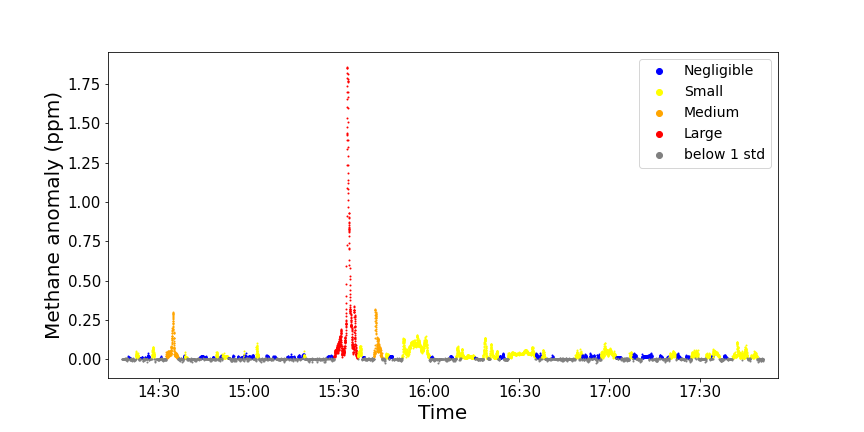 Methane anomaly (ppm)
1.75
1.50
1.25
1.00
0.75
0.50
0.25
0.00
Negligible
Small
Medium
Large
below 1 std
14:30 15:00 15:30 16:00 16:30 17:00 17:30
Time